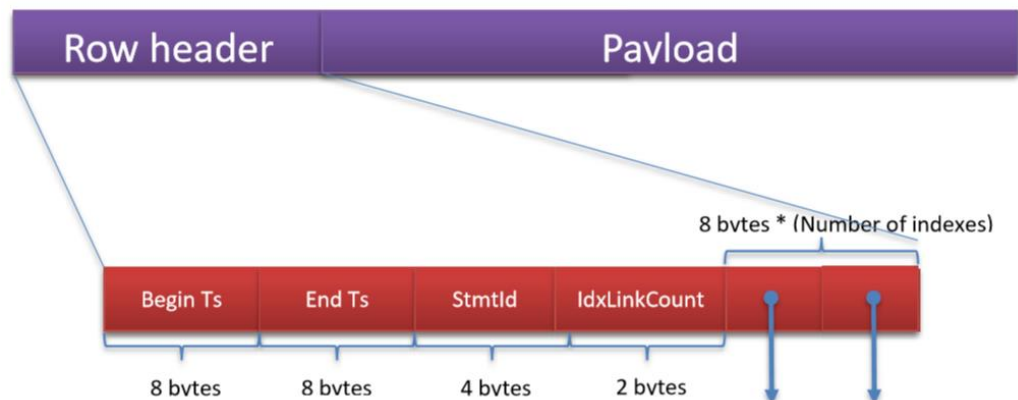 Row header Payload
8 bytes * (Number of indexes)
Begin Ts End Ts StmtId IdxLinkCount
8 bytes 8 bytes 4 bytes 2 bytes